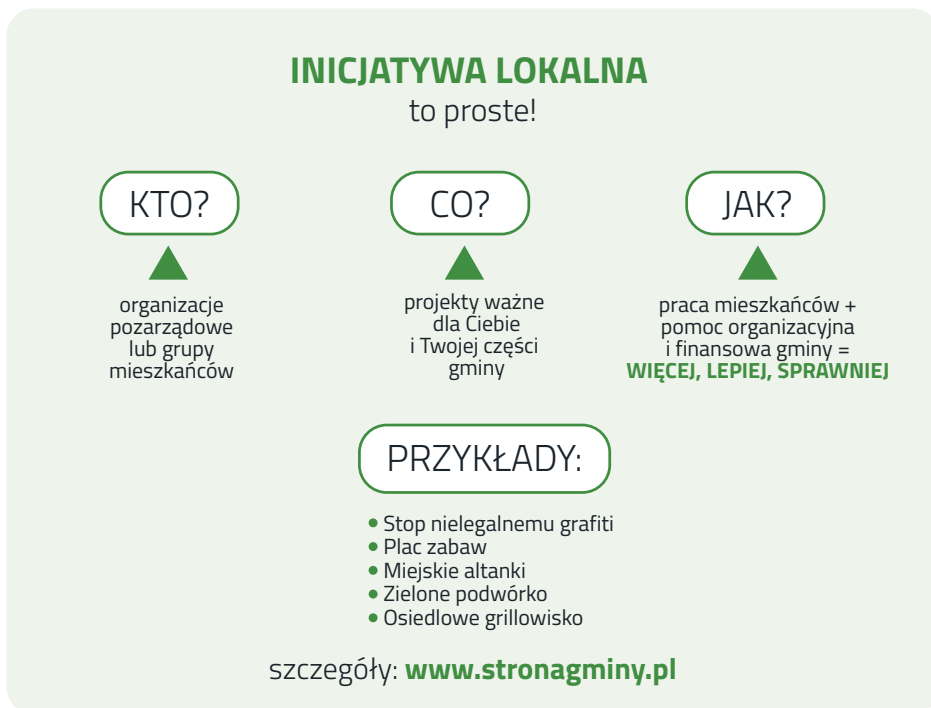 INICJATYWA LOKALNA
to proste!
KTO?
organizacje
pozarządowe
lub grupy
mieszkańców
CO?
projekty ważne
dla Ciebie
i Twojej części
gminy
JAK?
praca mieszkańców +
pomoc organizacyjna
i finansowa gminy =
WIĘCEJ, LEPIEJ, SPRAWNIEJ
PRZYKŁADY:
• Stop nielegalnemu grafiti
• Plac zabaw
• Miejskie altanki
• Zielone podwórko
• Osiedlowe grillowisko
szczegóły: www.stronagminy.pl